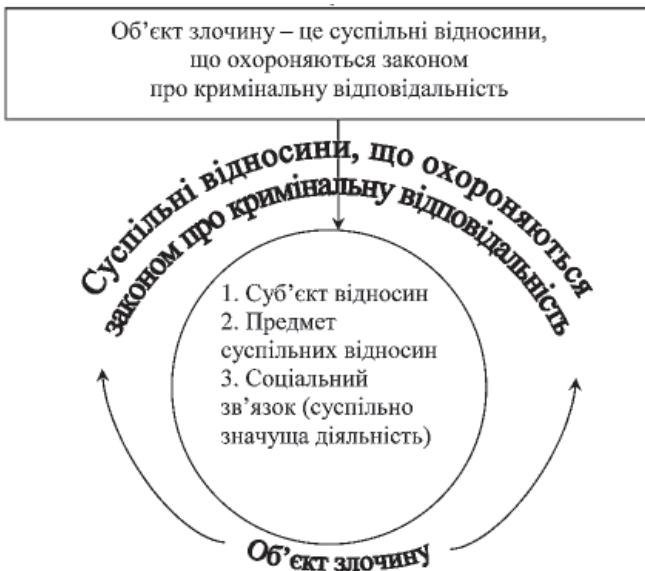 Об’єкт злочину – це суспільні відносини,
що охороняються законом
про кримінальну відповідальність
Суспільні відносини, що охороняються
законом про кримінальну відповідальність
1. Суб’єкт відносин
2. Предмет
суспільних відносин
3. Соціальний
зв’язок (суспільно
значуща діяльність)
Об’єкт злочину